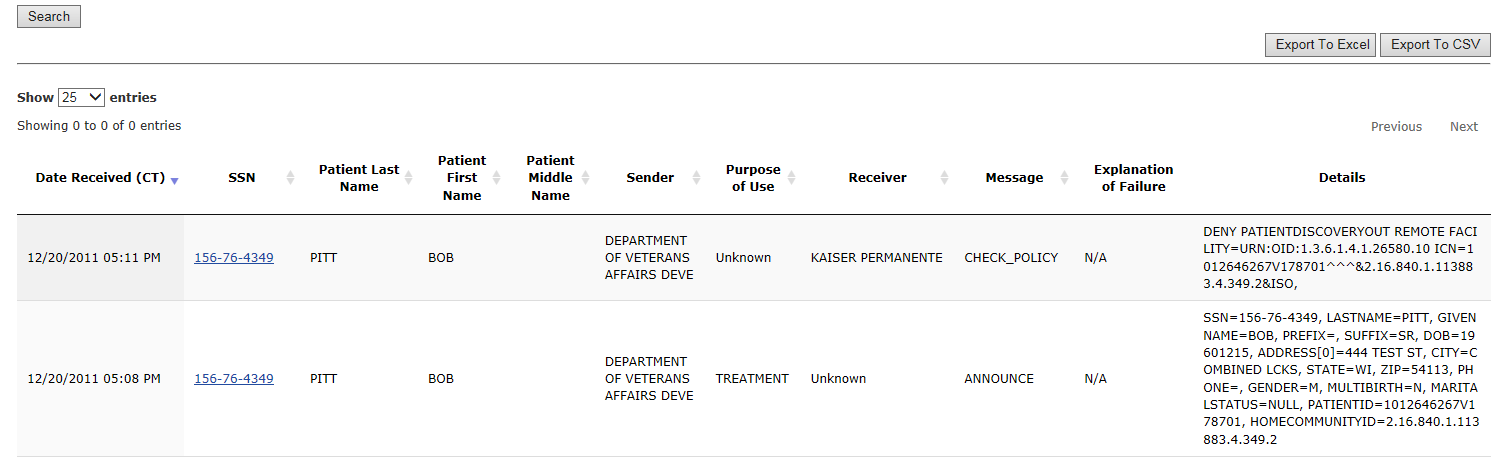 Search
Export To Excel Export To CSV
Show 25 entries
Showing 0 to 0 of 0 entries
Previous Next
Date Received (CT) SSN Patient Last Name Patient First Name Patient Middle Name Sender Purpose of Use Receiver Message Explanation of Failure Details
12/20/2011 05:11 PM 156-76-4349 PITT BOB
DEPARTMENT
OF VETERANS
AFFAIRS DEVE
Unknown KAISER PERMANENTE CHECK_POLICY N/A
DENY PATIENTDISCOVERYOUT REMOTE FACI
LITY=URN:OID:1.3.6.1.4.1.26580.10 ICN=1
012646267V178701^^^&2.16.840.1.11388
3.4.349.2&ISO,
12/20/2011 05:08 PM 156-76-4349 PITT BOB
DEPARTMENT
OF VETERANS
AFFAIRS DEVE
TREATMENT Unknown ANNOUNCE N/A
SSN=156-76-4349, LASTNAME=PITT, GIVEN
NAME=BOB, PREFIX=, SUFFIX=SR, DOB=19
601215, ADDRESS[0]=444 TEST ST, CITY=C
OMBINED LCKS, STATE=WI, ZIP=54113, PH
ONE=, GENDER=M, MULTIBIRTH=N, MARITA
LSTATUS=NULL, PATIENTID=1012646267V1
78701, HOMECOMMUNITYID=2.16.840.1.113
883.4.349.2